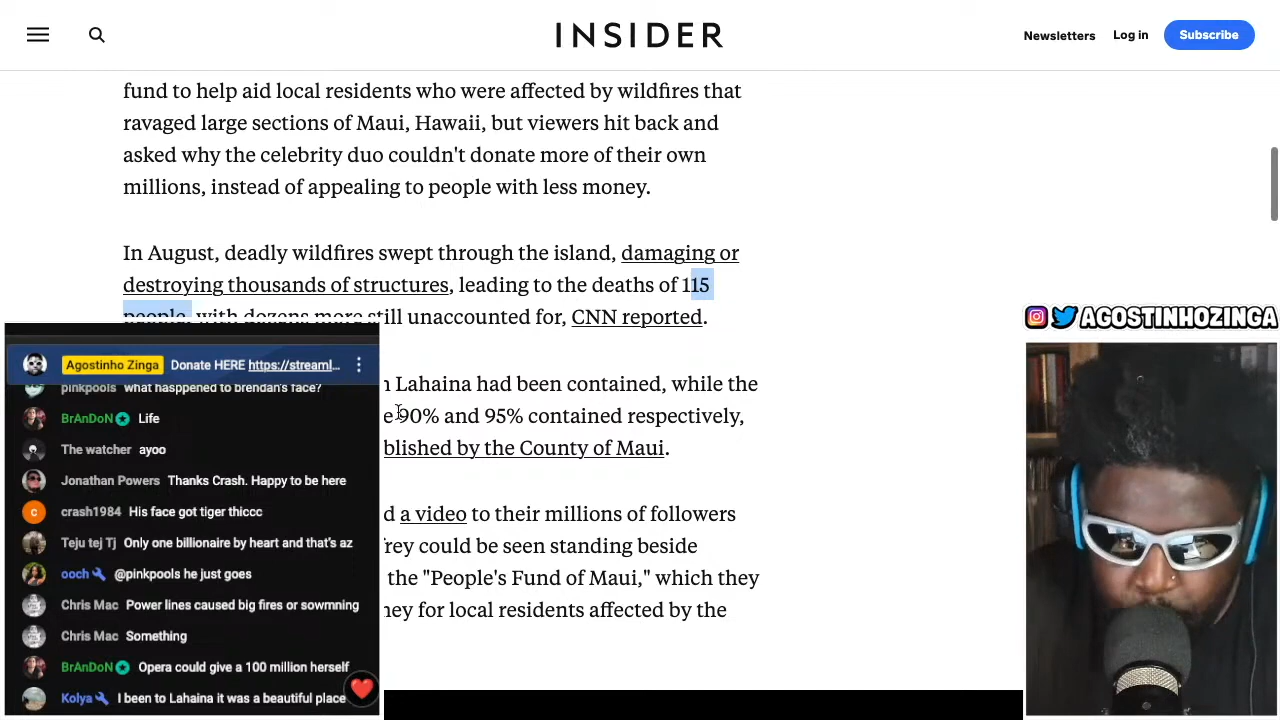 INSIDER
Newsletters
Log in
Subscribe
fund to help aid local residents who were affected by wildfires that
ravaged large sections of Maui, Hawaii, but viewers hit back and
asked why the celebrity duo couldn't donate more of their own
millions, instead of appealing to people with less money.
In August, deadly wildfires swept through the island, damaging or
destroying thousands of structures, leading to the deaths of 115
people, with dozens more still unaccounted for, CNN reported.
Lahaina had been contained, while the
90% and 95% contained respectively,
blished by the County of Maui.
d a video to their millions of followers
rey could be seen standing beside
the "People's Fund of Maui," which they
ney for local residents affected by the
Agostinho Zinga Donate HERE https://streaml...
pinkpools what hasppened to brendan's face?
BrAnDoN Life
The watcher ayoo
Jonathan Powers Thanks Crash. Happy to be here
crash1984 His face got tiger thiccc
Teju tej Tj Only one billionaire by heart and that's az
ooch @pinkpools he just goes
Chris Mac Power lines caused big fires or sowmning
Chris Mac Something
BrAnDoN Opera could give a 100 million herself
Kolya I been to Lahaina it was a beautiful place
AGOSTINHOZINGA